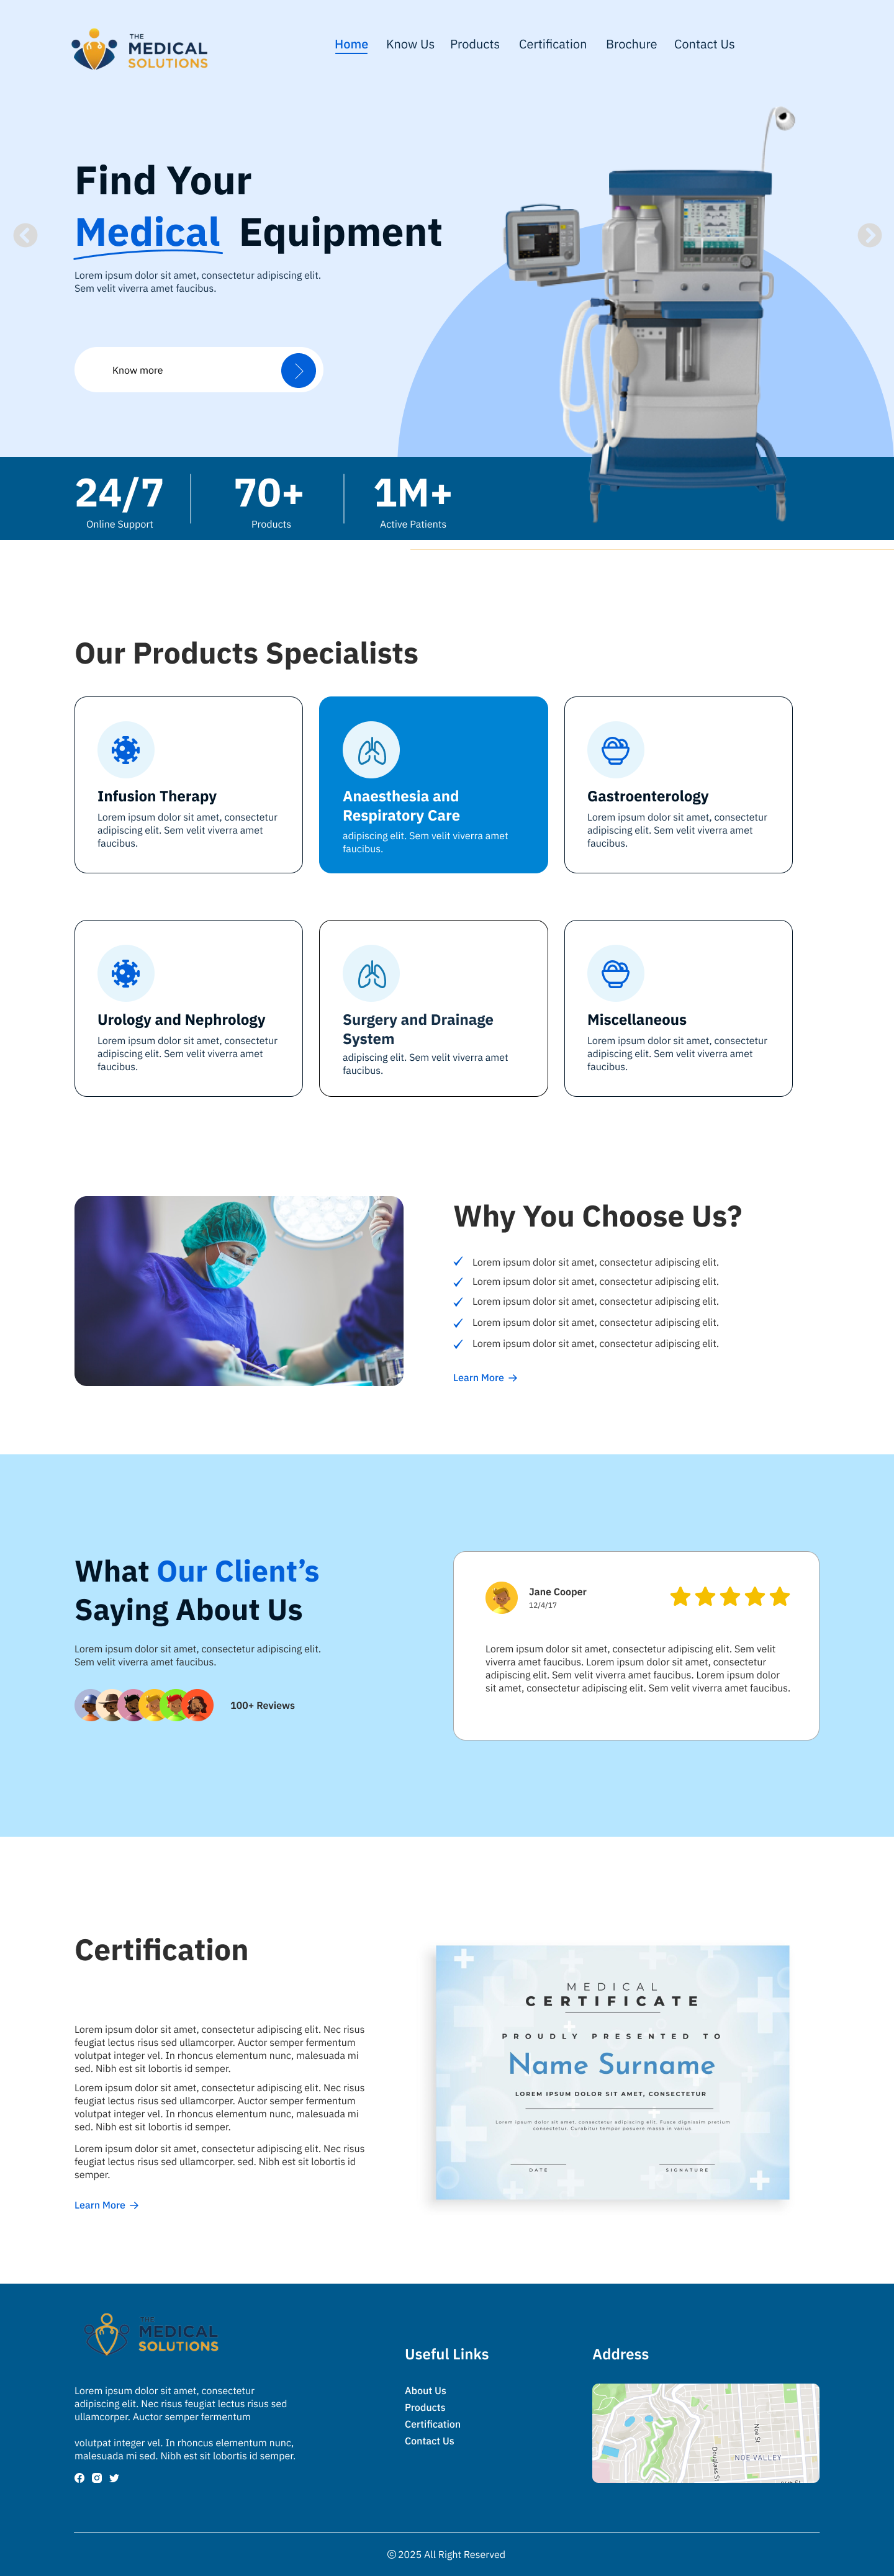 THE
MEDICAL
SOLUTIONS
Home Know Us Products Certification Brochure Contact Us
Find Your
Medical Equipment
Lorem ipsum dolor sit amet, consectetur adipiscing elit.
Sem velit viverra amet faucibus.
Know more
24/7 70+ 1M+
Online Support Products Active Patients
Our Products Specialists
Infusion Therapy
Lorem ipsum dolor sit amet, consectetur
adipiscing elit. Sem velit viverra amet
faucibus.
Anaesthesia and
Respiratory Care
adipiscing elit. Sem velit viverra amet
faucibus.
Gastroenterology
Lorem ipsum dolor sit amet, consectetur
adipiscing elit. Sem velit viverra amet
faucibus.
Urology and Nephrology
Lorem ipsum dolor sit amet, consectetur
adipiscing elit. Sem velit viverra amet
faucibus.
Surgery and Drainage
System
adipiscing elit. Sem velit viverra amet
faucibus.
Miscellaneous
Lorem ipsum dolor sit amet, consectetur
adipiscing elit. Sem velit viverra amet
faucibus.
Why You Choose Us?
Lorem ipsum dolor sit amet, consectetur adipiscing elit.
Lorem ipsum dolor sit amet, consectetur adipiscing elit.
Lorem ipsum dolor sit amet, consectetur adipiscing elit.
Lorem ipsum dolor sit amet, consectetur adipiscing elit.
Lorem ipsum dolor sit amet, consectetur adipiscing elit.
Learn More
What Our Client's
Saying About Us
Lorem ipsum dolor sit amet, consectetur adipiscing elit.
Sem velit viverra amet faucibus.
100+ Reviews
Jane Cooper
12/4/17
Lorem ipsum dolor sit amet, consectetur adipiscing elit. Sem velit
viverra amet faucibus. Lorem ipsum dolor sit amet, consectetur
adipiscing elit. Sem velit viverra amet faucibus. Lorem ipsum dolor
sit amet, consectetur adipiscing elit. Sem velit viverra amet faucibus.
Certification
Lorem ipsum dolor sit amet, consectetur adipiscing elit. Nec risus
feugiat lectus risus sed ullamcorper. Auctor semper fermentum
volutpat integer vel. In rhoncus elementum nunc, malesuada mi
sed. Nibh est sit lobortis id semper.
Lorem ipsum dolor sit amet, consectetur adipiscing elit. Nec risus
feugiat lectus risus sed ullamcorper. Auctor semper fermentum
volutpat integer vel. In rhoncus elementum nunc, malesuada mi
sed. Nibh est sit lobortis id semper.
Lorem ipsum dolor sit amet, consectetur adipiscing elit. Nec risus
feugiat lectus risus sed ullamcorper. sed. Nibh est sit lobortis id
semper.
Learn More
MEDICAL
CERTIFICATE
PROUDLY PRESENTED TO
Name Surname
LOREM IPSUM DOLOR SIT AMET, CONSECTETUR
Lorem ipsum dolor sit amet, consectetur adipiscing elit. Fusce dignissim pretium
consectetur. Curabitur tempor posuere massa in varius
DATE SIGNATURE
THE
MEDICAL
SOLUTIONS
Lorem ipsum dolor sit amet, consectetur
adipiscing elit. Nec risus feugiat lectus risus sed
ullamcorper. Auctor semper fermentum
volutpat integer vel. In rhoncus elementum nunc,
malesuada mi sed. Nibh est sit lobortis id semper.
Useful Links
About Us
Products
Certification
Contact Us
Address
Noe St
Douglass St
NOE VALLEY
© 2025 All Right Reserved